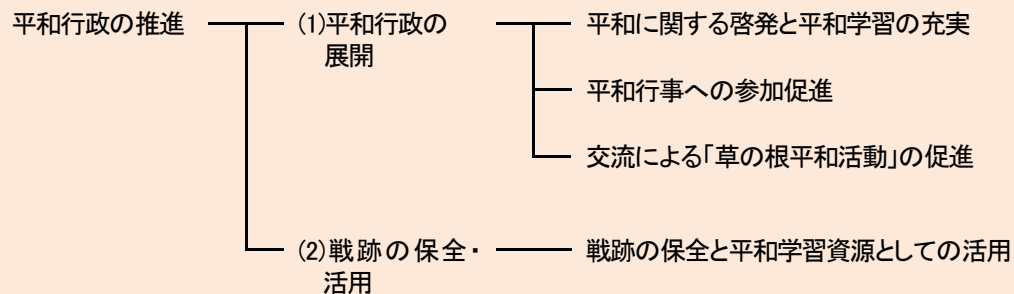 平和行政の推進
(1)平和行政の
展開
平和に関する啓発と平和学習の充実
平和行事への参加促進
交流による「草の根平和活動」の促進
(2)戦跡の保全・
活用
戦跡の保全と平和学習資源としての活用